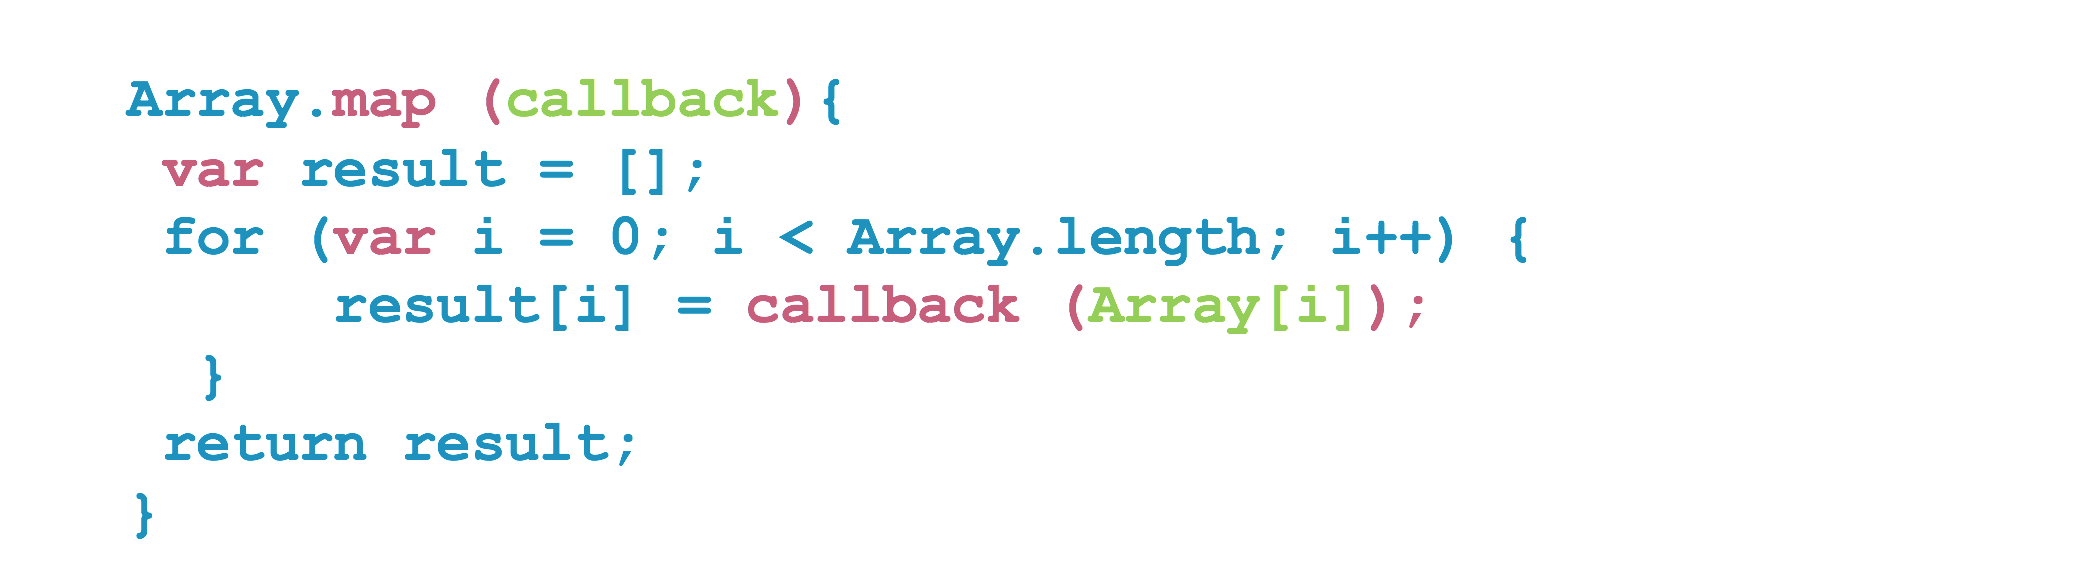 Array.map (callback){
var result = [];
for (var i = 0; i < Array.length; i++) {
result[i] = callback (Array[i]);
}
return result;
}